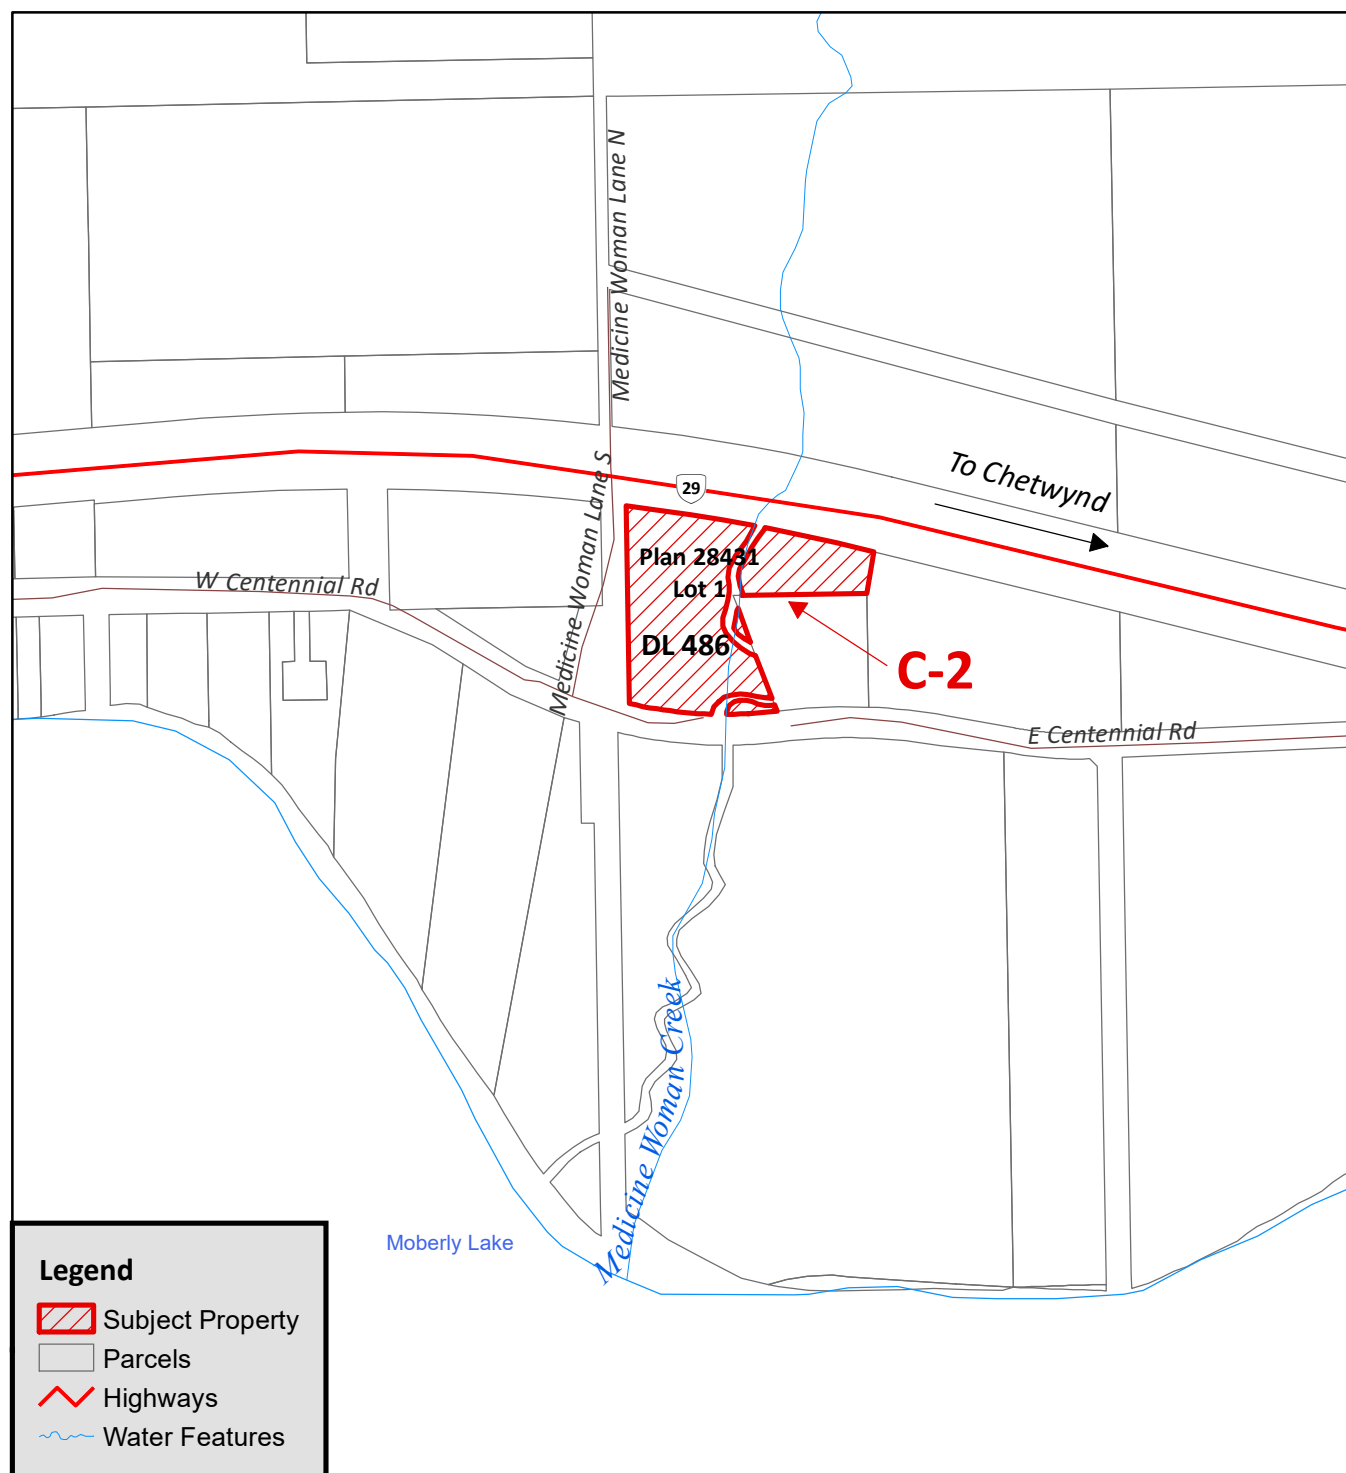 Medicine Woman Lane N
To Chetwynd
29
Medicine Woman Lane S
Plan 28431
Lot 1
W Centennial Rd
DL 486
C-2
E Centennial Rd
Medicine Woman Creek
Moberly Lake
Legend
Subject Property
Parcels
Highways
Water Features